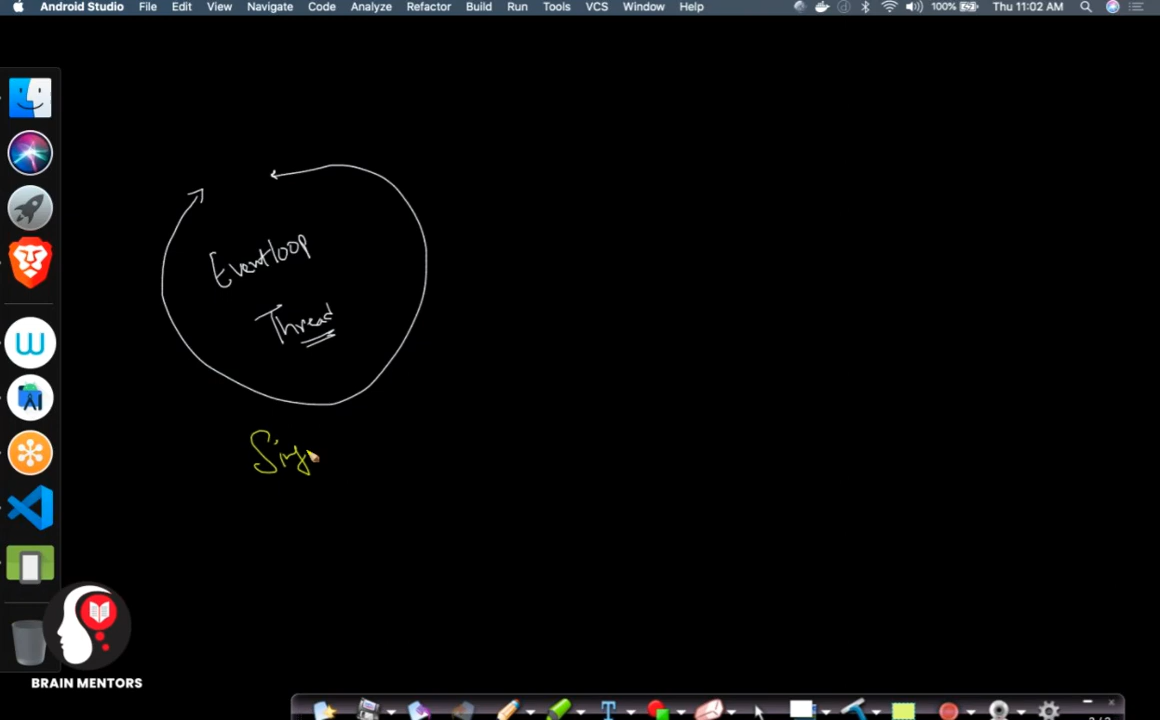 Android Studio File Edit View Navigate Code Analyze Refactor Build Run Tools VCS Window Help 100% Thu 11:02 AM
Eventloop
Thread
Sing
BRAIN MENTORS